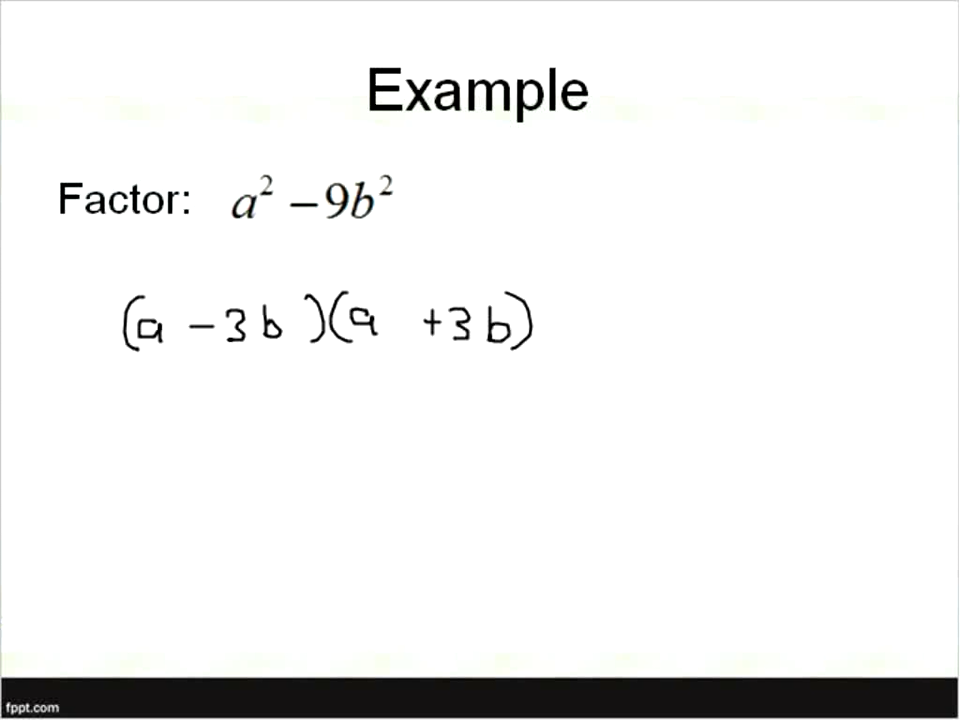 Example
Factor: a² − 9b²
(a − 3b)(a + 3b)
fppt.com